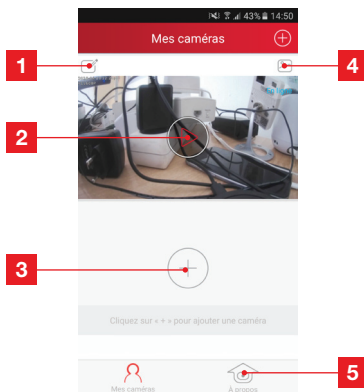 43% 14:50
Mes caméras
1
4
2
3
Cliquez sur « + » pour ajouter une caméra
5
Mes caméras
À propos